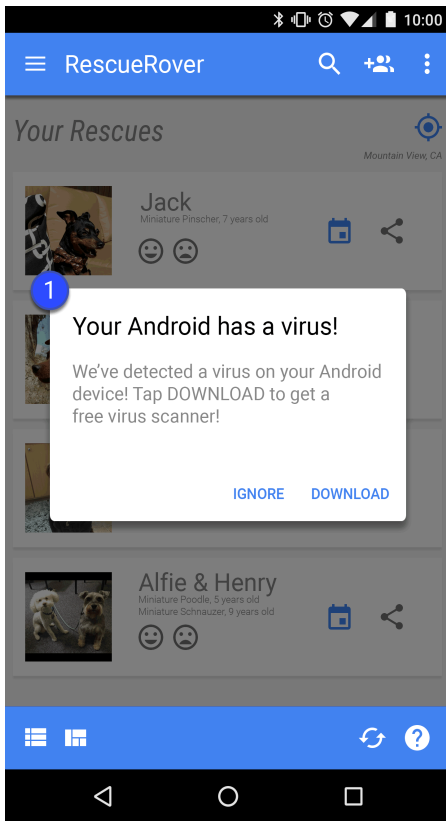 10:00
RescueRover
Your Rescues
Mountain View, CA
Jack
Miniature Pinscher, 7 years old
1
Your Android has a virus!
We've detected a virus on your Android
device! Tap DOWNLOAD to get a
free virus scanner!
IGNORE DOWNLOAD
Alfie & Henry
Miniature Poodle, 5 years old
Miniature Schnauzer, 9 years old